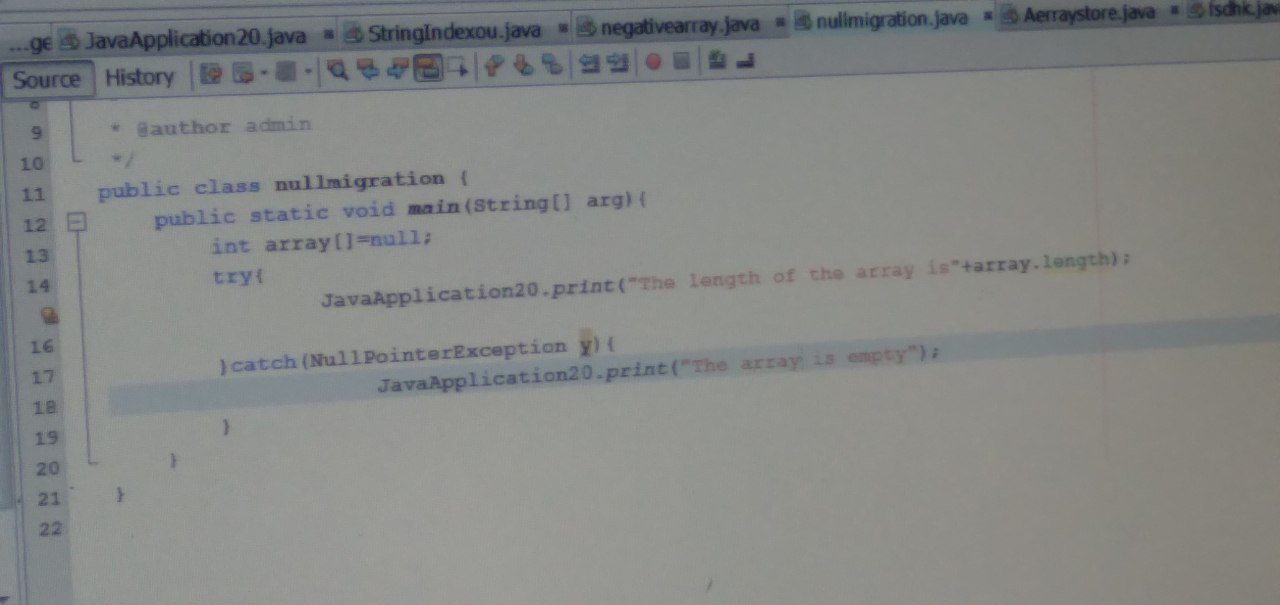 ...ge JavaApplication20.java StringIndexou.java negativearray.java nullmigration.java Aerraystore.java fsdhk.jav
Source History
9 * @author admin
10 */
11 public class nullmigration {
12 public static void main(String[] arg){
13 int array[]=null;
14 try{
JavaApplication20.print("The length of the array is"+array.length);
16
17 }catch(NullPointerException y){
18 JavaApplication20.print("The array is empty");
19 }
20 }
21 }
22